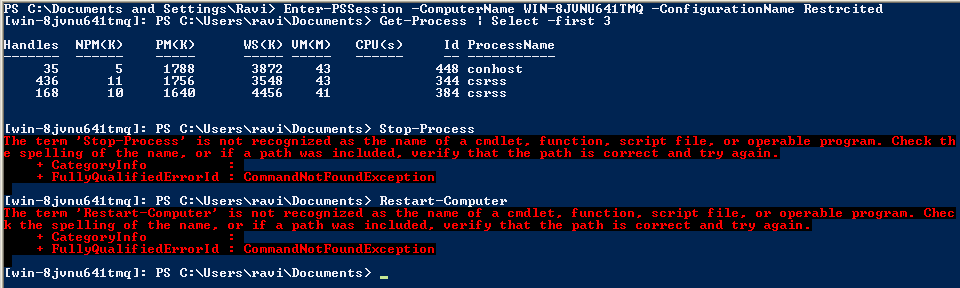 PS C:\Documents and Settings\Ravi> Enter-PSSession -ComputerName WIN-8JVNU641TMQ -ConfigurationName Restrcited
[win-8jvnu641tmq]: PS C:\Users\ravi\Documents> Get-Process | Select -first 3
Handles  NPM(K)    PM(K)      WS(K) VM(M)   CPU(s)     Id ProcessName
-------  ------    -----      ----- -----   ------     -- -----------
     35       5     1788       3872    43             448 conhost
    436      11     1756       3548    43             344 csrss
    168      10     1640       4456    41             384 csrss
[win-8jvnu641tmq]: PS C:\Users\ravi\Documents> Stop-Process
The term 'Stop-Process' is not recognized as the name of a cmdlet, function, script file, or operable program. Check th
e spelling of the name, or if a path was included, verify that the path is correct and try again.
    + CategoryInfo          :
    + FullyQualifiedErrorId : CommandNotFoundException
[win-8jvnu641tmq]: PS C:\Users\ravi\Documents> Restart-Computer
The term 'Restart-Computer' is not recognized as the name of a cmdlet, function, script file, or operable program. Chec
k the spelling of the name, or if a path was included, verify that the path is correct and try again.
    + CategoryInfo          :
    + FullyQualifiedErrorId : CommandNotFoundException
[win-8jvnu641tmq]: PS C:\Users\ravi\Documents> _